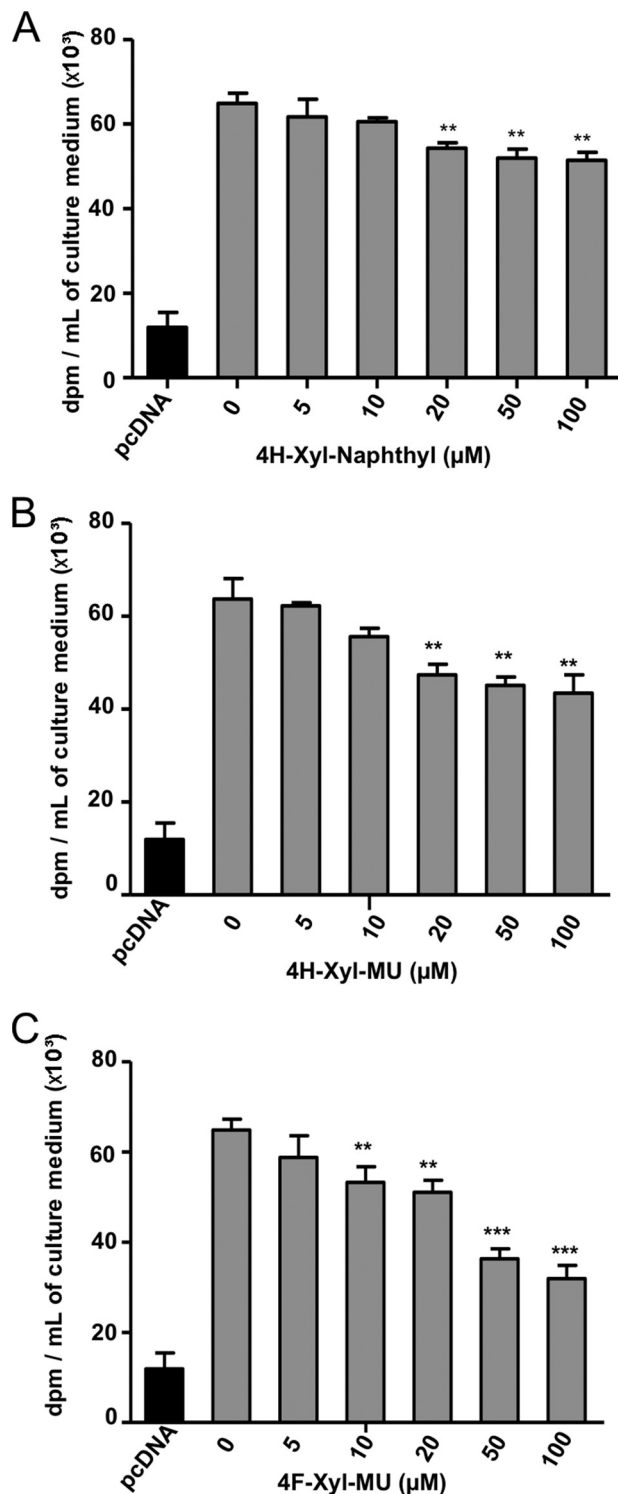 A
dpm / mL of culture medium (x10³)
80
60
40
20
0
** ** **
pcDNA 0 5 10 20 50 100
4H-Xyl-Naphthyl (µM)
B
dpm / mL of culture medium (x10³)
80
60
40
20
0
** ** **
pcDNA 0 5 10 20 50 100
4H-Xyl-MU (µM)
C
dpm / mL of culture medium (x10³)
80
60
40
20
0
** ** *** ***
pcDNA 0 5 10 20 50 100
4F-Xyl-MU (µM)